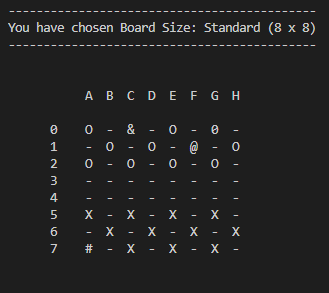 --------------------------------------
You have chosen Board Size: Standard (8 x 8)
--------------------------------------
A B C D E F G H
0 O - & - O - 0 -
1 - O - O - @ - O
2 O - O - O - O -
3 - - - - - - - -
4 - - - - - - - -
5 X - X - X - X -
6 - X - X - X - X
7 # - X - X - X -